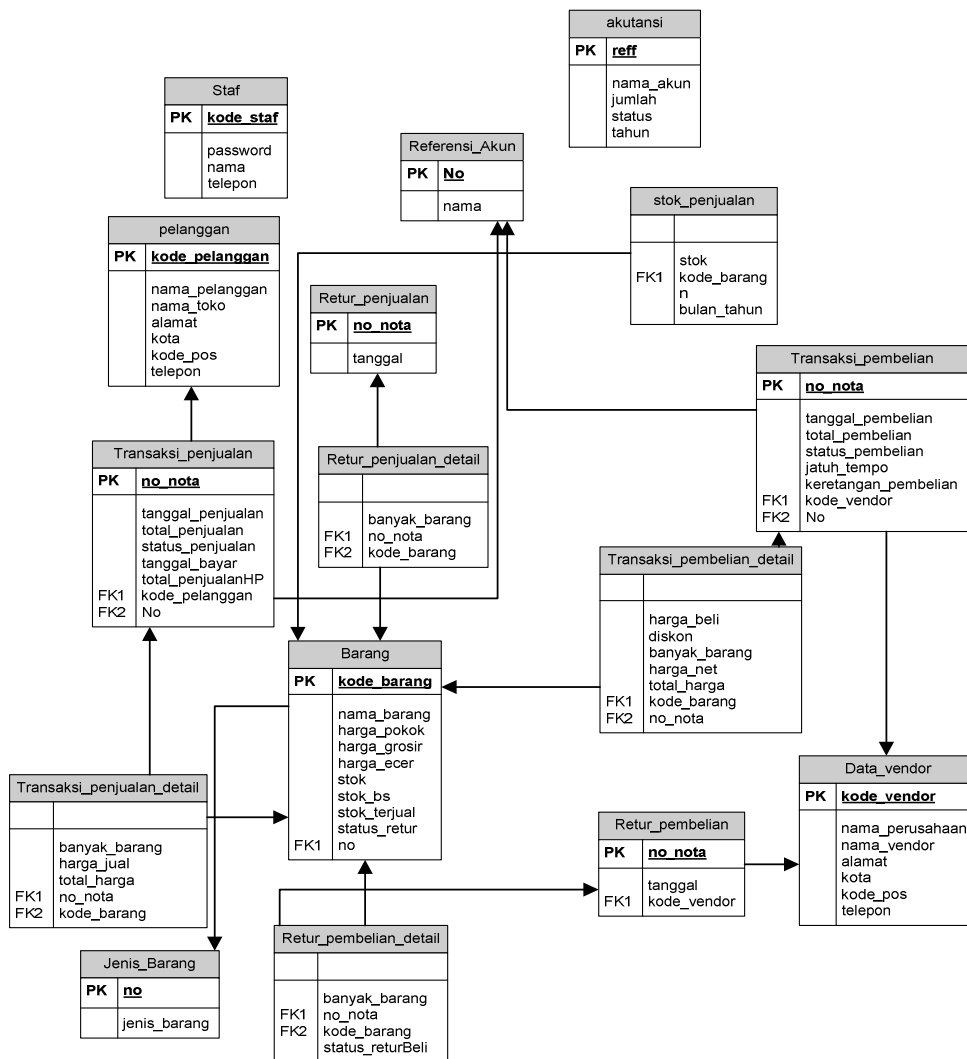 akutansi
PK reff
nama_akun
jumlah
status
tahun
Staf
PK kode_staf
password
nama
telepon
Referensi_Akun
PK No
nama
stok_penjualan
stok
FK1 kode_barang
n
bulan_tahun
pelanggan
PK kode_pelanggan
nama_pelanggan
nama_toko
alamat
kota
kode_pos
telepon
Retur_penjualan
PK no_nota
tanggal
Transaksi_pembelian
PK no_nota
tanggal_pembelian
total_pembelian
status_pembelian
jatuh_tempo
keretangan_pembelian
FK1 kode_vendor
FK2 No
Transaksi_penjualan
PK no_nota
tanggal_penjualan
total_penjualan
status_penjualan
tanggal_bayar
total_penjualanHP
FK1 kode_pelanggan
FK2 No
Retur_penjualan_detail
banyak_barang
FK1 no_nota
FK2 kode_barang
Transaksi_pembelian_detail
harga_beli
diskon
banyak_barang
harga_net
total_harga
FK1 kode_barang
FK2 no_nota
Barang
PK kode_barang
nama_barang
harga_pokok
harga_grosir
harga_ecer
stok
stok_bs
stok_terjual
status_retur
FK1 no
Data_vendor
PK kode_vendor
nama_perusahaan
nama_vendor
alamat
kota
kode_pos
telepon
Transaksi_penjualan_detail
banyak_barang
harga_jual
total_harga
FK1 no_nota
FK2 kode_barang
Retur_pembelian
PK no_nota
tanggal
FK1 kode_vendor
Retur_pembelian_detail
banyak_barang
FK1 no_nota
FK2 kode_barang
status_returBeli
Jenis_Barang
PK no
jenis_barang